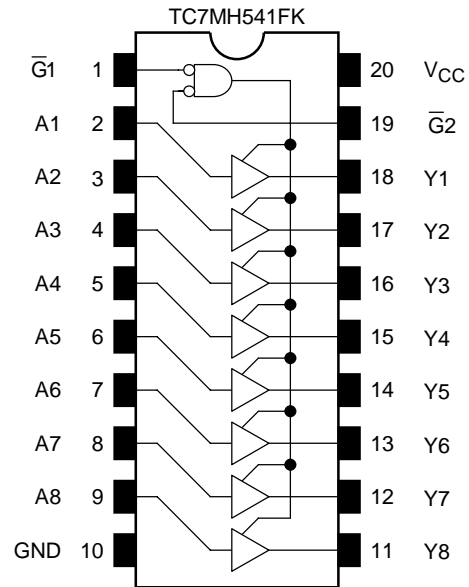 TC7MH541FK
G̅1 1 20 VCC
A1 2 19 G̅2
A2 3 18 Y1
A3 4 17 Y2
A4 5 16 Y3
A5 6 15 Y4
A6 7 14 Y5
A7 8 13 Y6
A8 9 12 Y7
GND 10 11 Y8